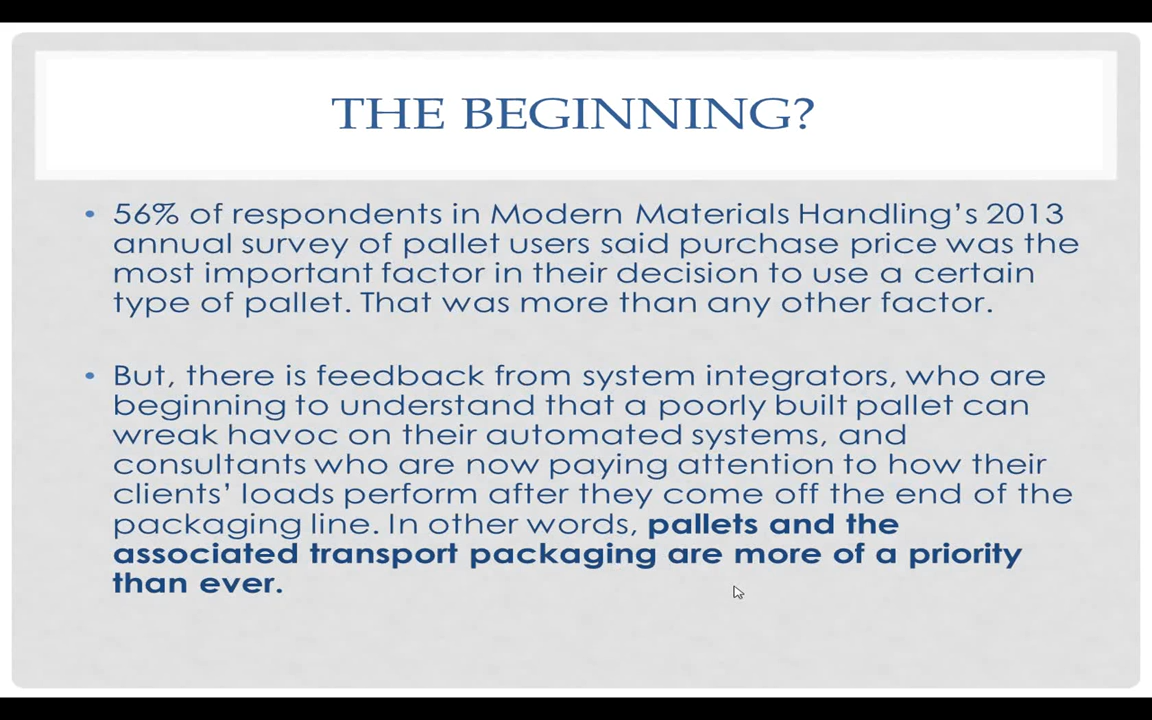 THE BEGINNING?
• 56% of respondents in Modern Materials Handling’s 2013
annual survey of pallet users said purchase price was the
most important factor in their decision to use a certain
type of pallet. That was more than any other factor.
• But, there is feedback from system integrators, who are
beginning to understand that a poorly built pallet can
wreak havoc on their automated systems, and
consultants who are now paying attention to how their
clients’ loads perform after they come off the end of the
packaging line. In other words, pallets and the
associated transport packaging are more of a priority
than ever.